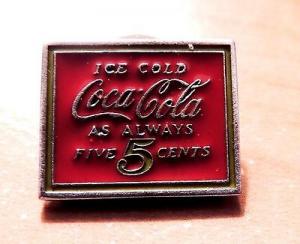 ICE COLD
Coca-Cola
AS ALWAYS
FIVE 5 CENTS